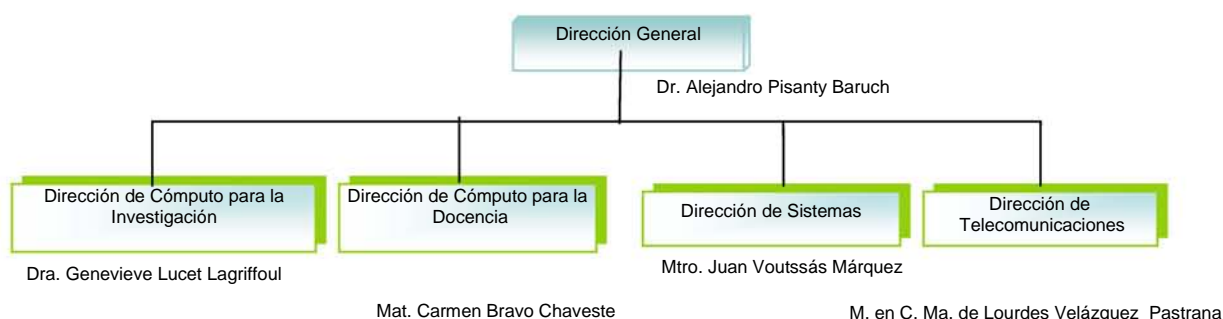 Dirección General
Dr. Alejandro Pisanty Baruch
Dirección de Cómputo para la
Investigación
Dra. Genevieve Lucet Lagriffoul
Dirección de Cómputo para la
Docencia
Mat. Carmen Bravo Chaveste
Dirección de Sistemas
Mtro. Juan Voutssás Márquez
Dirección de
Telecomunicaciones
M. en C. Ma. de Lourdes Velázquez Pastrana